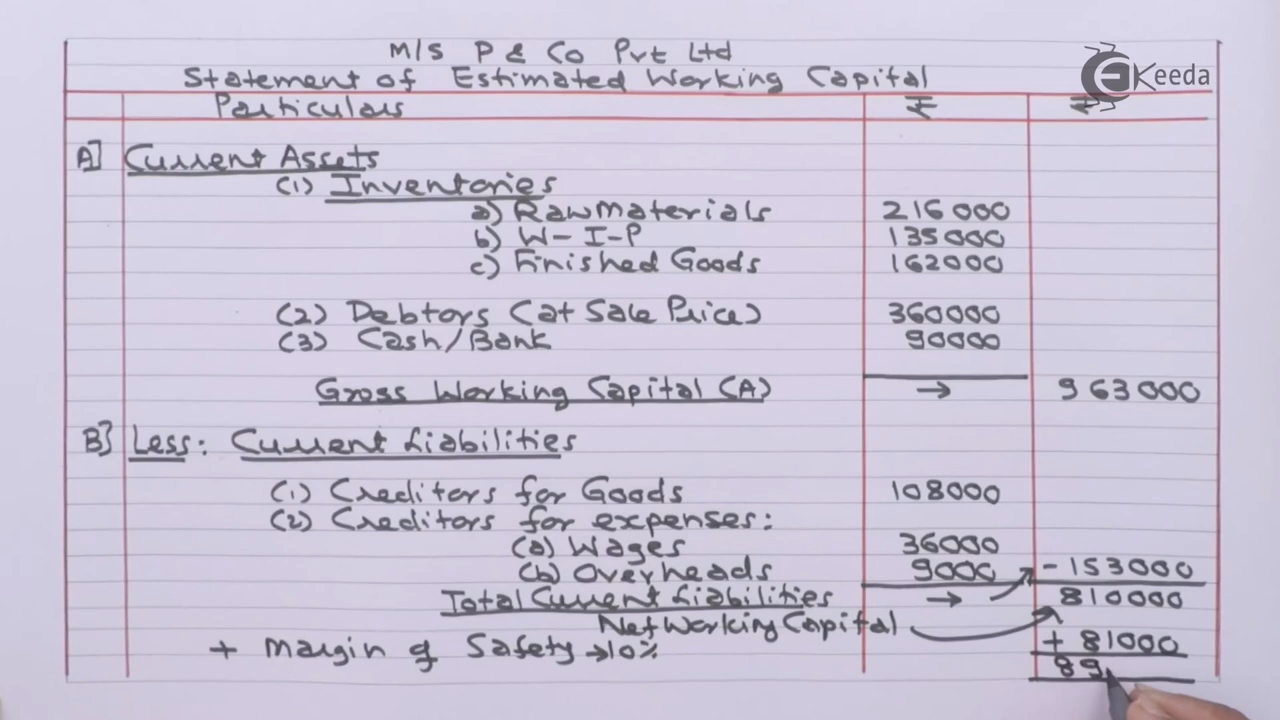 M/S P & Co Pvt Ltd
Statement of Estimated Working Capital
Keeda
Particulars ₹ ₹
A] Current Assets
(1) Inventories
a) Raw Materials 216000
b) W-I-P 135000
c) Finished Goods 162000
(2) Debtors (at Sale Price) 360000
(3) Cash/Bank 90000
Gross Working Capital (A) → 963000
B] Less: Current Liabilities
(1) Creditors for Goods 108000
(2) Creditors for expenses:
(a) Wages 36000
(b) Overheads 9000 - 153000
Total Current Liabilities → 810000
Net Working Capital
+ Margin of Safety → 10% + 81000
89